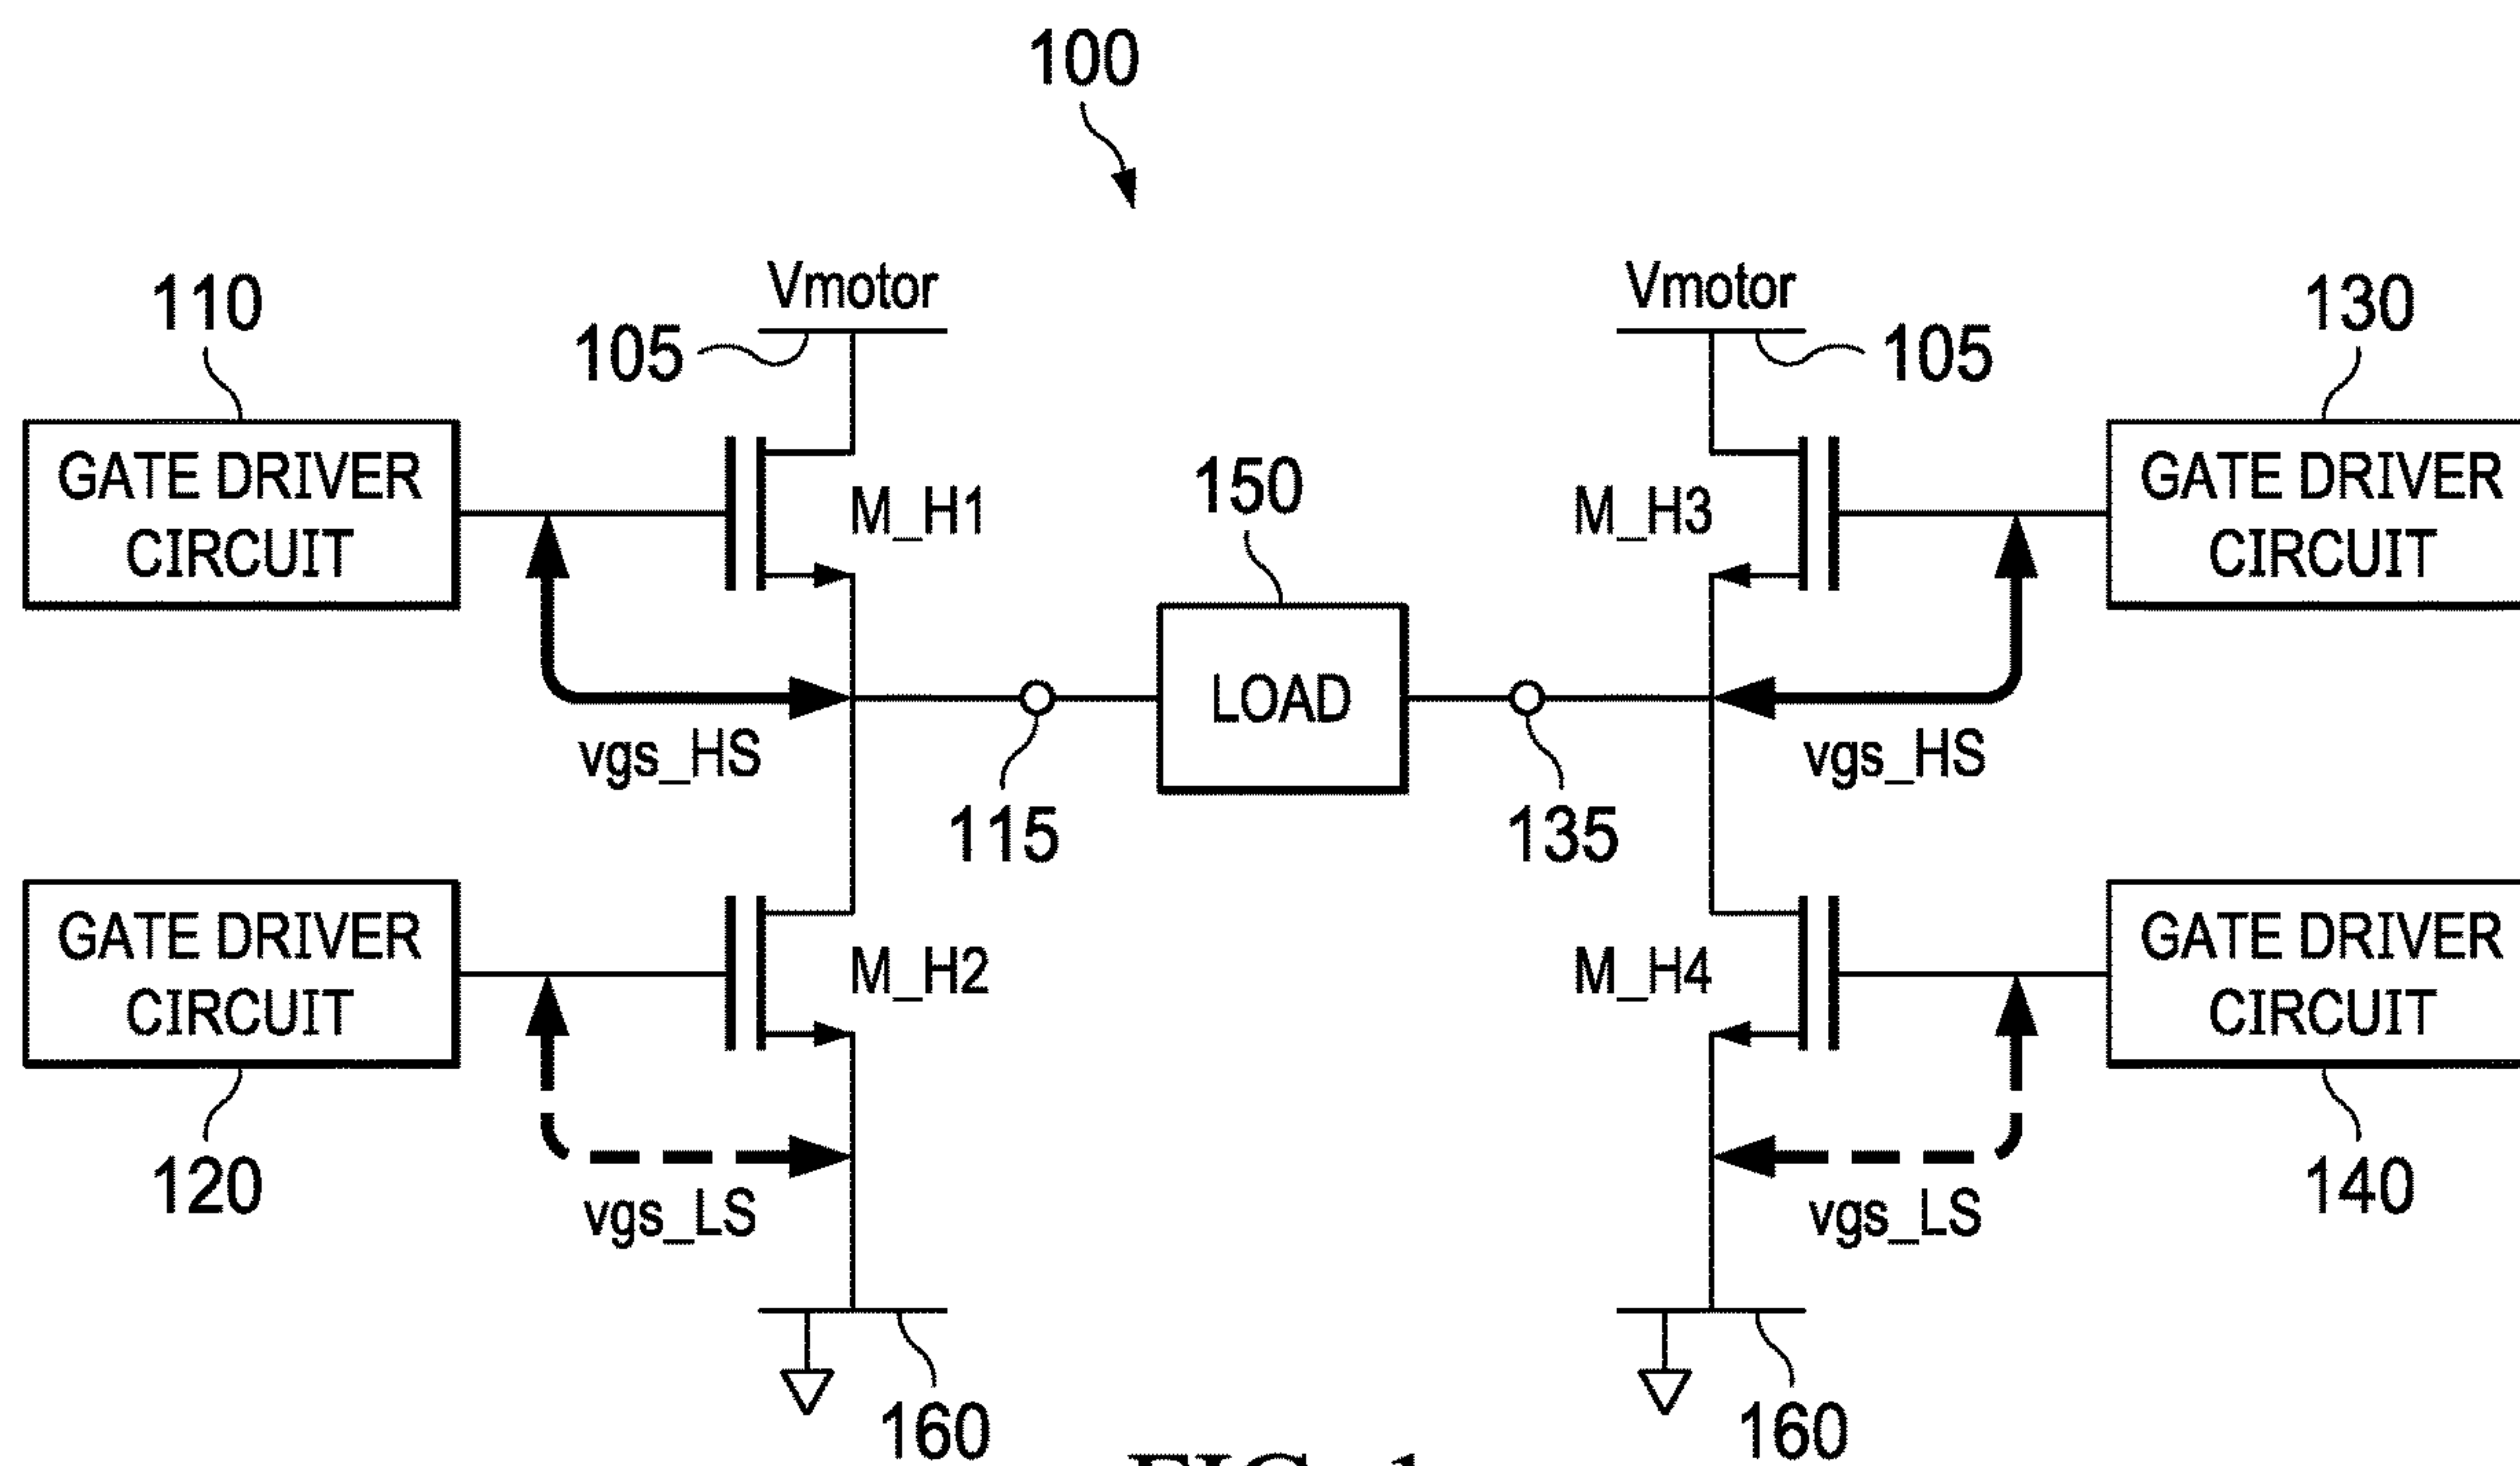 100
Vmotor
Vmotor
110
105
105
130
GATE DRIVER
CIRCUIT
M_H1
150
M_H3
GATE DRIVER
CIRCUIT
LOAD
vgs_HS
vgs_HS
115
135
GATE DRIVER
CIRCUIT
M_H2
M_H4
GATE DRIVER
CIRCUIT
120
vgs_LS
vgs_LS
140
160
160